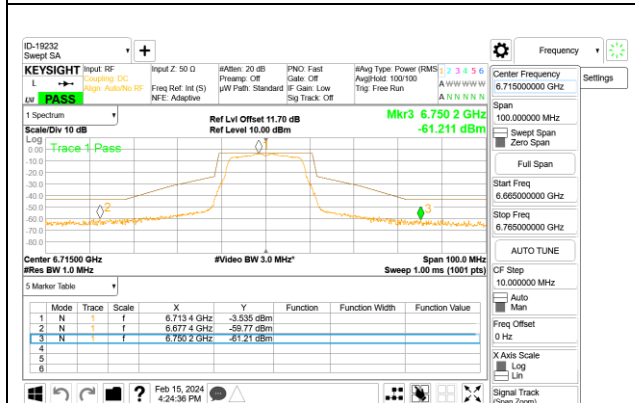 ID-19232
Swept SA
Frequency
KEYSIGHT
Input: RF
Coupling: DC
Align: Auto/No RF
Input Z: 50 Ω
Freq Ref: Int (S)
NFE: Adaptive
#Atten: 20 dB
Preamp: Off
µW Path: Standard
PNO: Fast
Gate: Off
IF Gain: Low
Sig Track: Off
#Avg Type: Power (RMS
Avg|Hold: 100/100
Trig: Free Run
1 2 3 4 5 6
A W W W W W
A N N N N N
L
LXI
PASS
Center Frequency
6.715000000 GHz
Settings
1 Spectrum
Scale/Div 10 dB
Ref Lvl Offset 11.70 dB
Ref Level 10.00 dBm
Mkr3 6.750 2 GHz
-61.211 dBm
Log
Trace 1 Pass
0.00
-10.0
-20.0
-30.0
-40.0
-50.0
-60.0
-70.0
-80.0
1
2
3
Center 6.71500 GHz
#Res BW 1.0 MHz
#Video BW 3.0 MHz*
Span 100.0 MHz
Sweep 1.00 ms (1001 pts)
Span
100.000000 MHz
Swept Span
Zero Span
Full Span
Start Freq
6.665000000 GHz
Stop Freq
6.765000000 GHz
AUTO TUNE
CF Step
10.000000 MHz
Auto
Man
Freq Offset
0 Hz
X Axis Scale
Log
Lin
Signal Track
(Span Zoom)
5 Marker Table
Mode Trace Scale X Y Function Function Width Function Value
1 N 1 f 6.713 4 GHz -3.535 dBm
2 N 1 f 6.677 4 GHz -59.77 dBm
3 N 1 f 6.750 2 GHz -61.21 dBm
4
5
6
?
Feb 15, 2024
4:24:36 PM